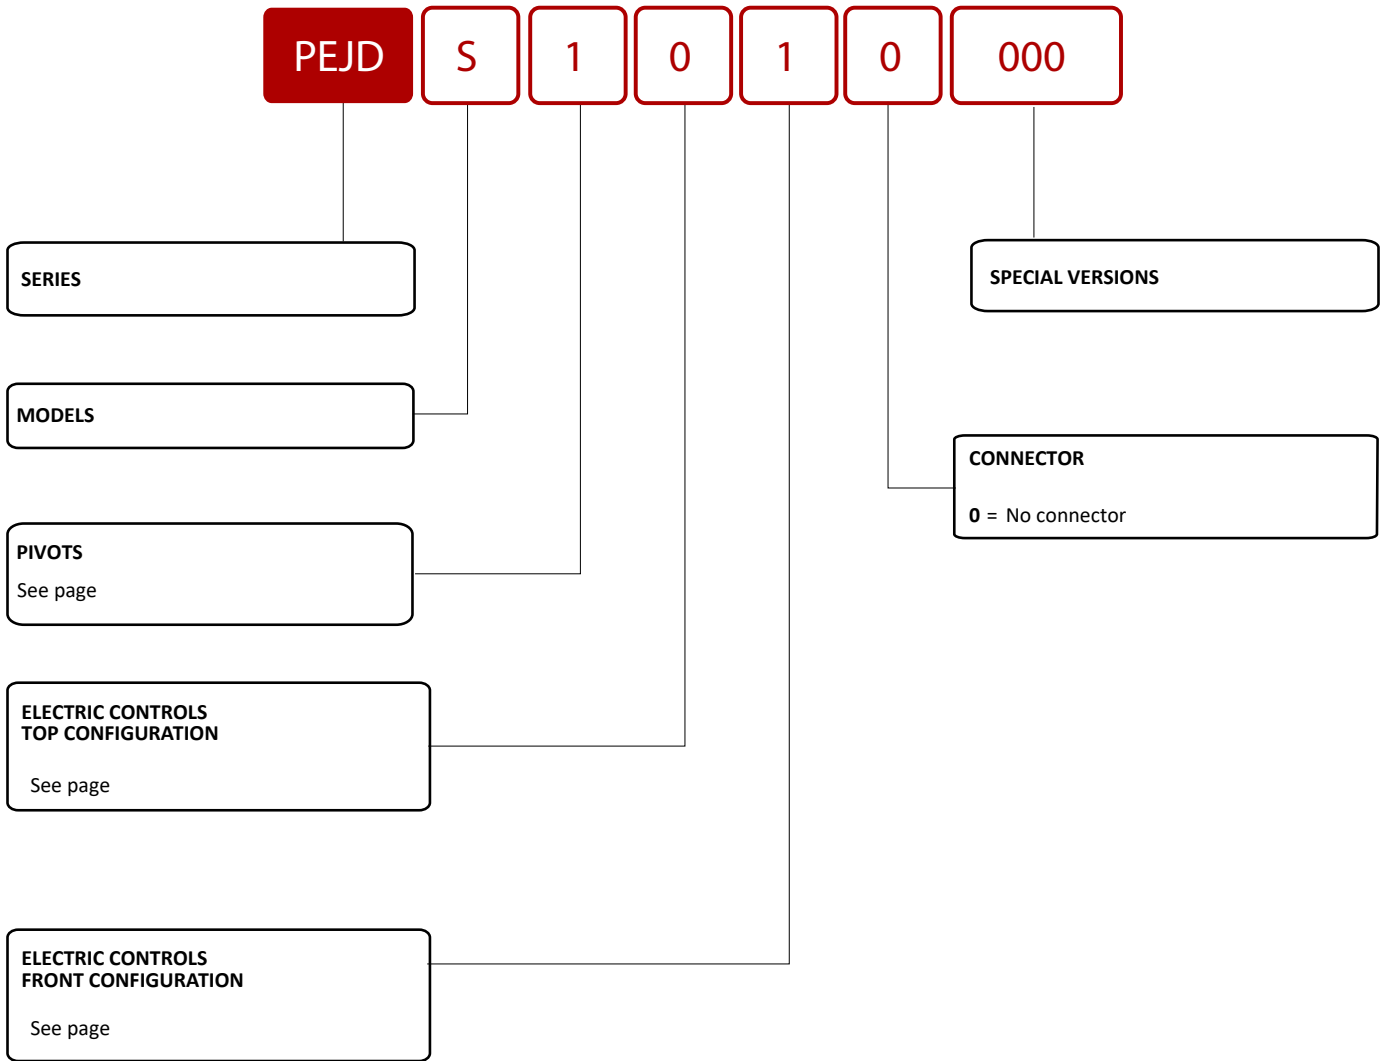 PEJD S 1 0 1 0 000
SERIES
SPECIAL VERSIONS
MODELS
CONNECTOR
0 = No connector
PIVOTS
See page
ELECTRIC CONTROLS
TOP CONFIGURATION
See page
ELECTRIC CONTROLS
FRONT CONFIGURATION
See page